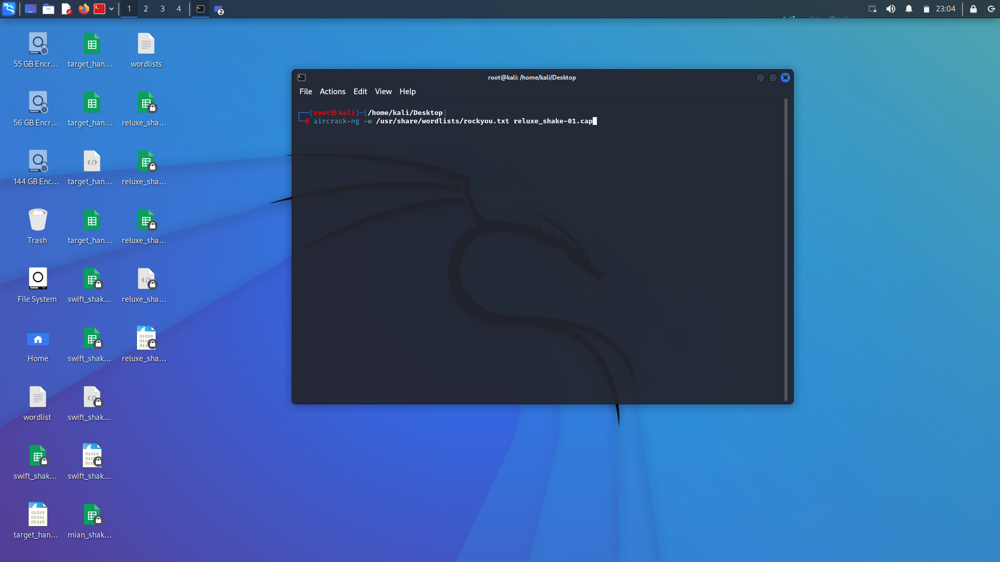 1 2 3 4
2
23:04
55 GB Encr...
target_han...
wordlists
56 GB Encr...
target_han...
reluxe_sha...
144 GB Enc...
target_han...
reluxe_sha...
Trash
target_han...
reluxe_sha...
File System
swift_shak...
reluxe_sha...
Home
swift_shak...
reluxe_sha...
wordlist
swift_shak...
swift_shak...
swift_shak...
target_han...
mian_shak...
root@kali: /home/kali/Desktop
File Actions Edit View Help
┌──(root㉿kali)-[/home/kali/Desktop]
└─# aircrack-ng -w /usr/share/wordlists/rockyou.txt reluxe_shake-01.cap